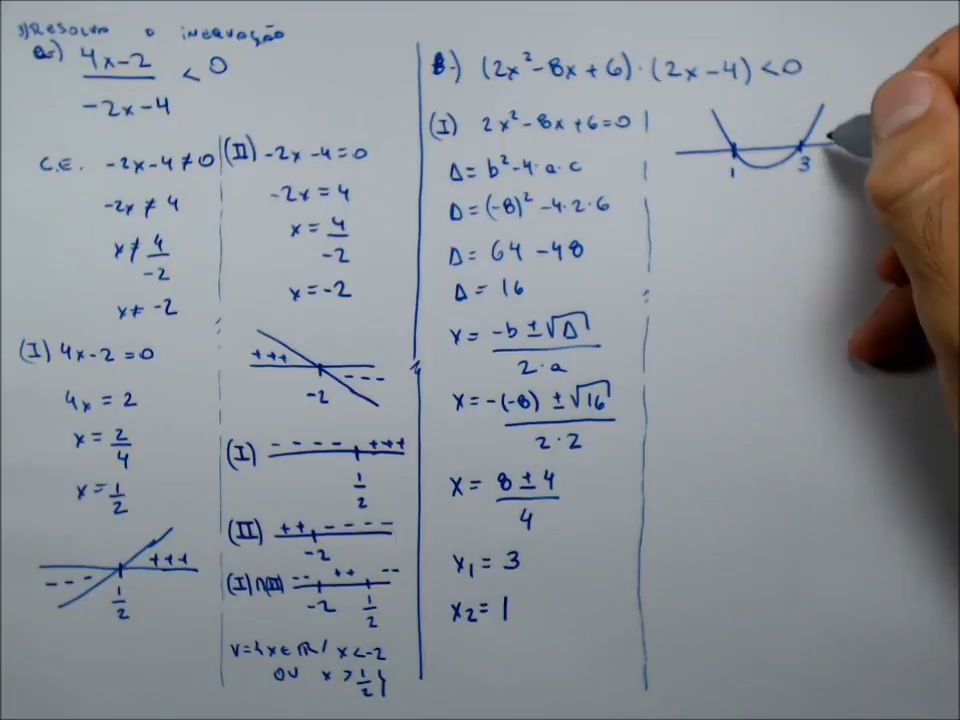 1) RESOLVA O INEQUAÇÃO
a.) 4x-2 / -2x-4 < 0
C.E. -2x-4 ≠ 0
-2x ≠ 4
x ≠ 4/-2
x ≠ -2
(I) 4x-2 = 0
4x = 2
x = 2/4
x = 1/2
--- +++
1/2
(II) -2x-4 = 0
-2x = 4
x = 4/-2
x = -2
+++ ---
-2
(I) ---- +++
1/2
(II) ++ ----
-2
(I)∩(II) -- ++ --
-2 1/2
V = {x ∈ ℝ / x < -2
OU x > 1/2}
B.) (2x²-8x+6)·(2x-4) < 0
(I) 2x²-8x+6 = 0
Δ = b²-4·a·c
Δ = (-8)²-4·2·6
Δ = 64-48
Δ = 16
x = -b ± √Δ / 2·a
x = -(-8) ± √16 / 2·2
x = 8 ± 4 / 4
x₁ = 3
x₂ = 1
1 3